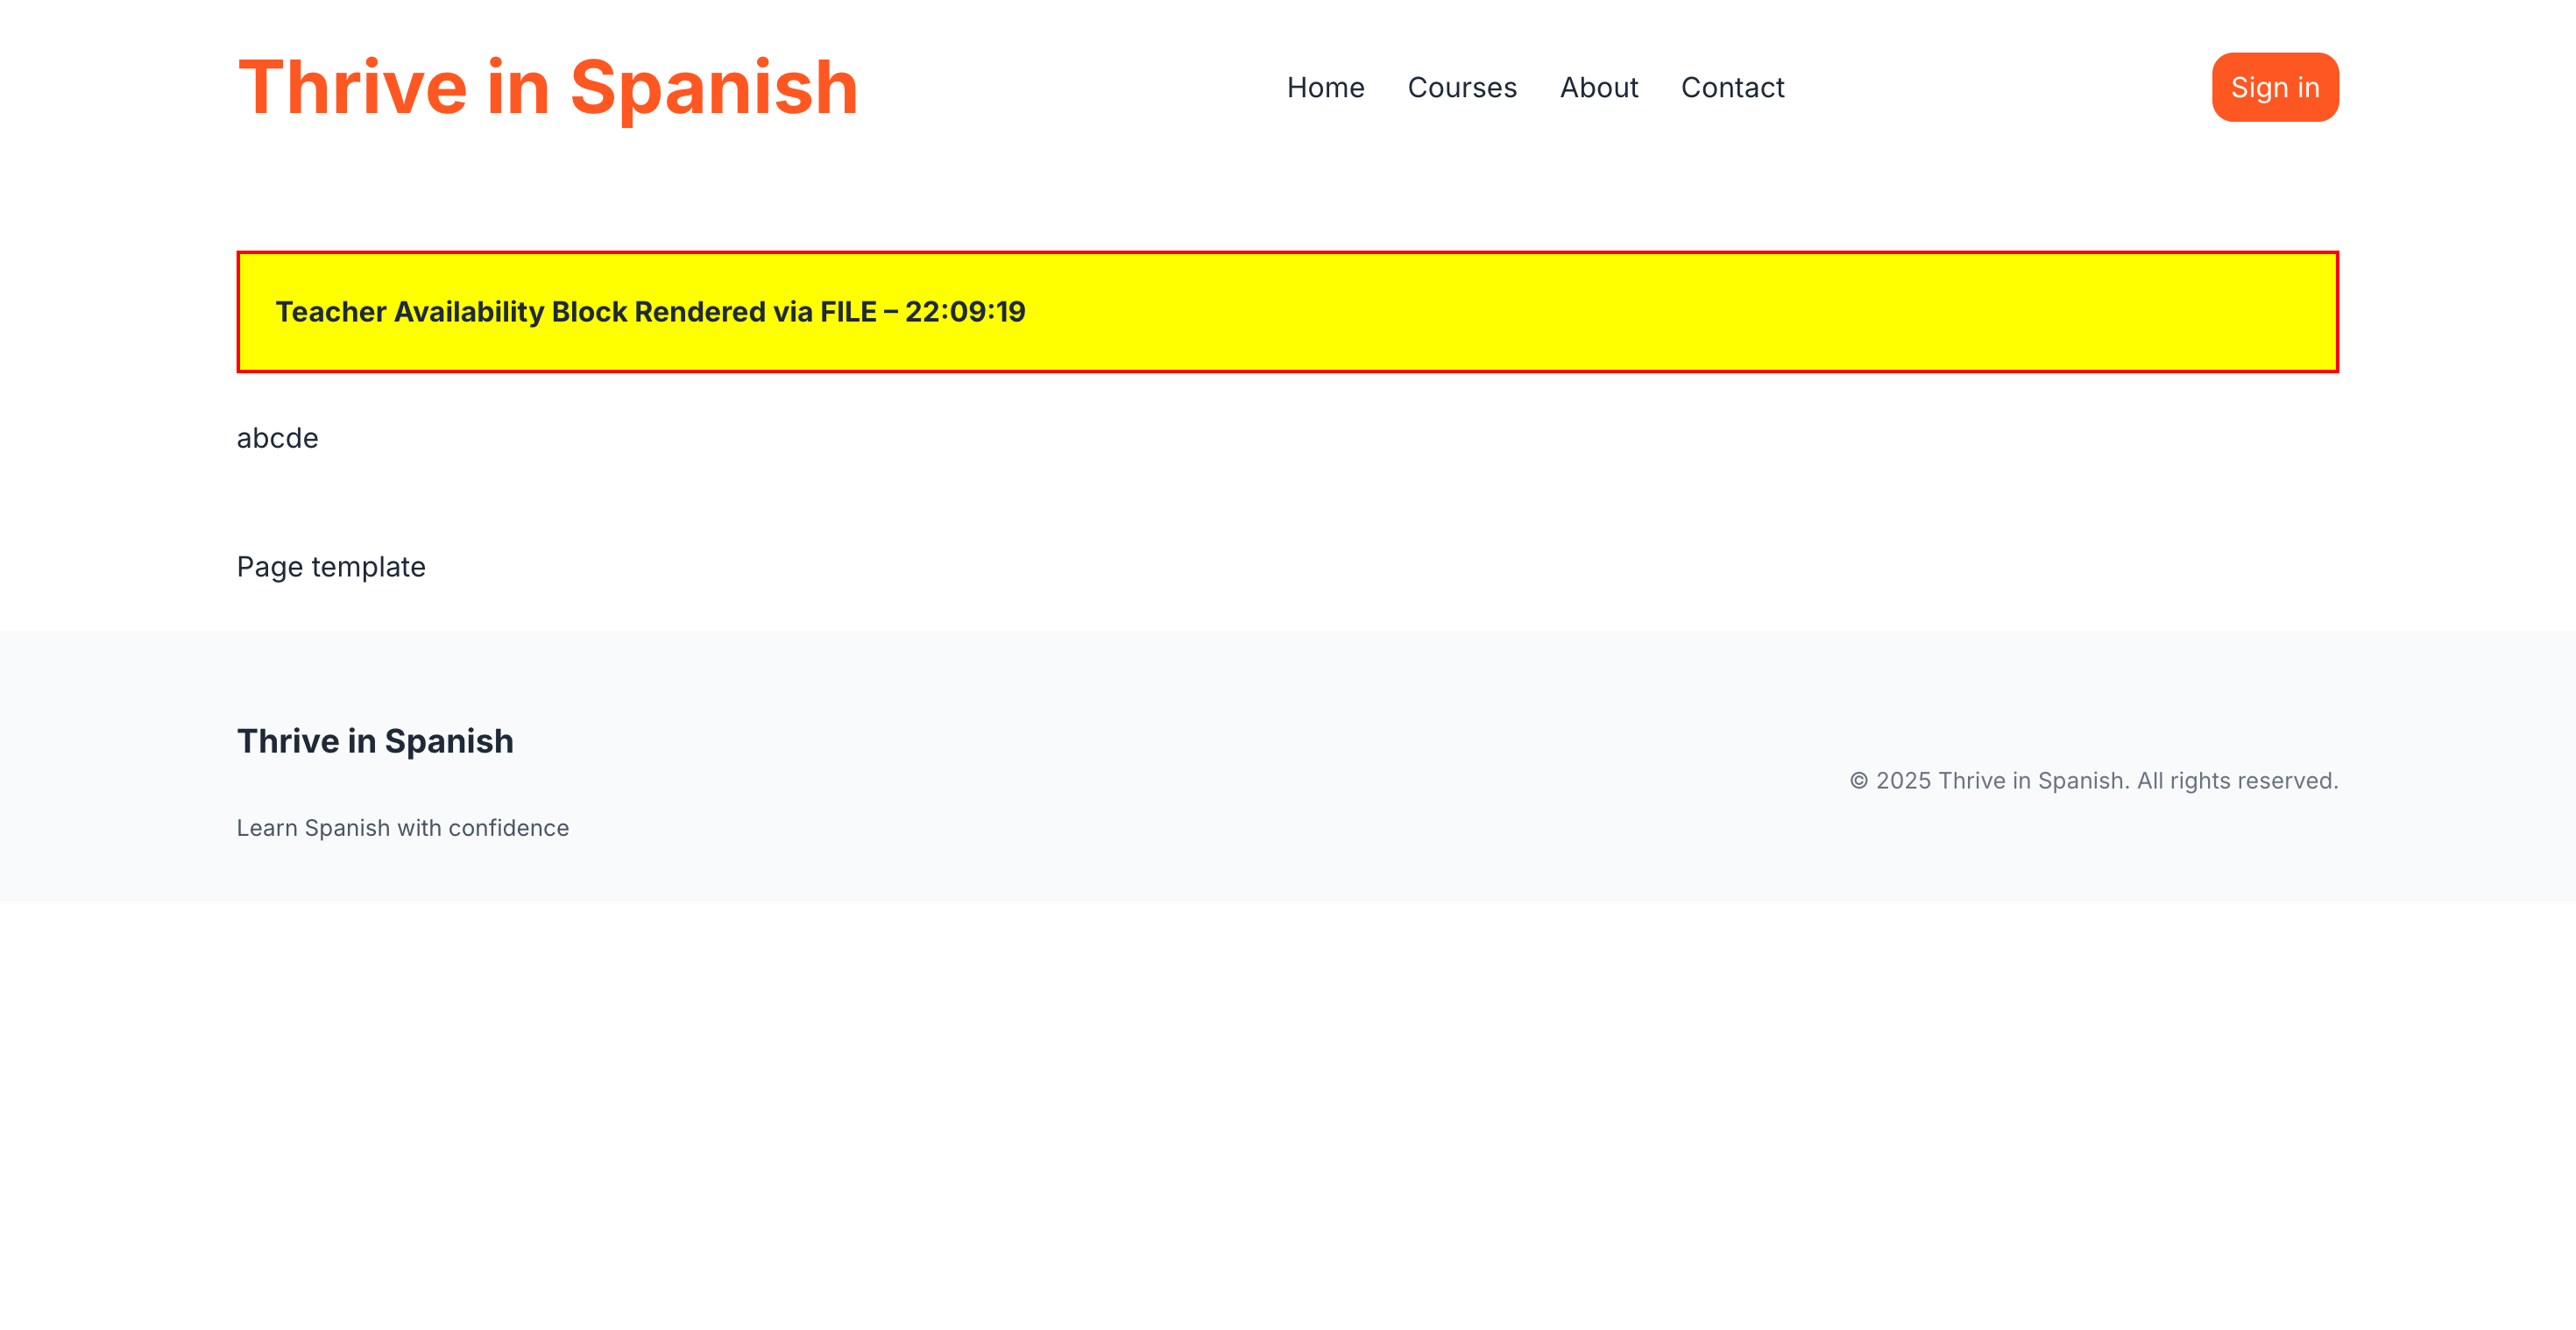 Thrive in Spanish
Home Courses About Contact
Sign in
Teacher Availability Block Rendered via FILE – 22:09:19
abcde
Page template
Thrive in Spanish
Learn Spanish with confidence
© 2025 Thrive in Spanish. All rights reserved.